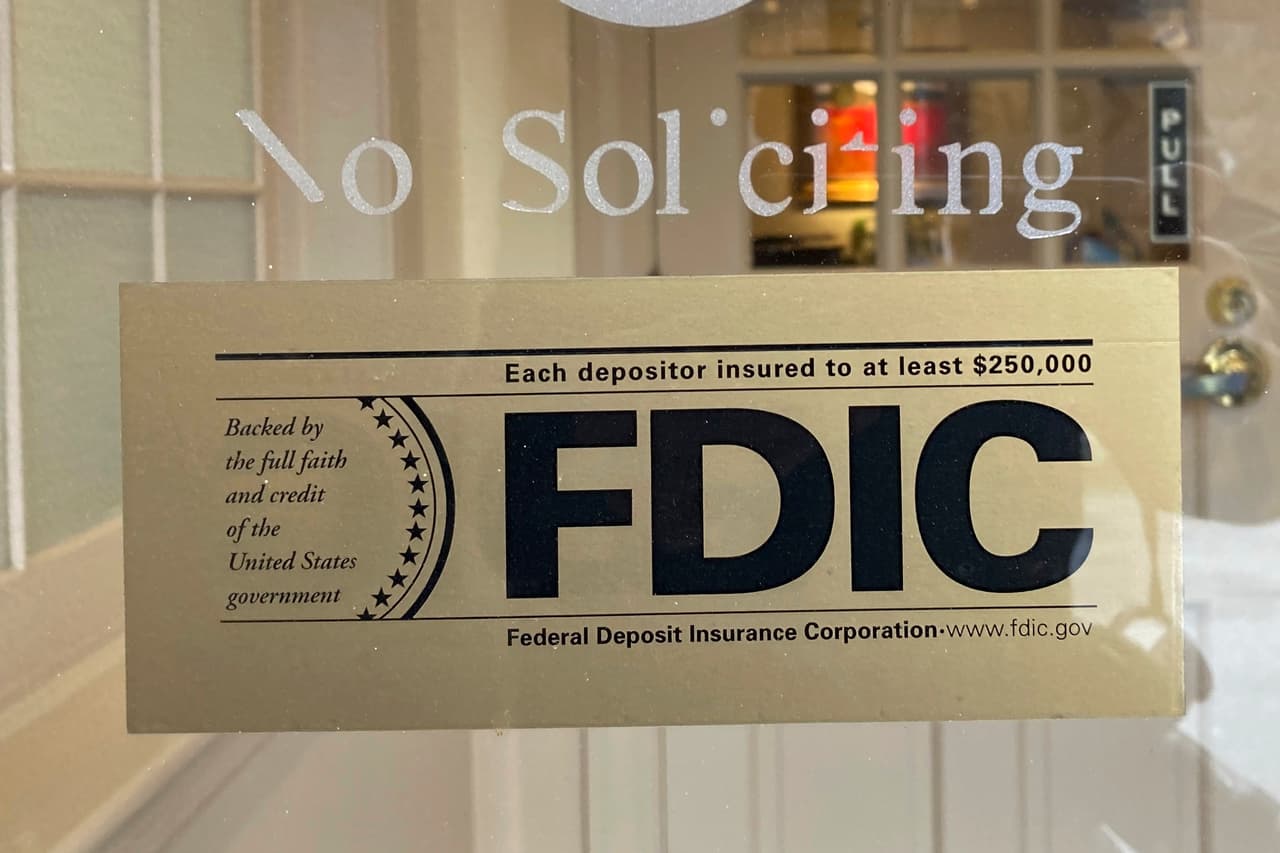 No Soliciting
PULL
Each depositor insured to at least $250,000
Backed by
the full faith
and credit
of the
United States
government
FDIC
Federal Deposit Insurance Corporation·www.fdic.gov